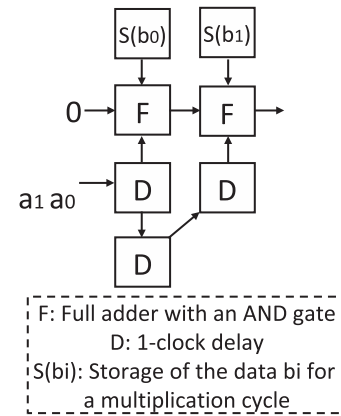 S(b0) S(b1)
0 F F
a1 a0 D D
D
F: Full adder with an AND gate
D: 1-clock delay
S(bi): Storage of the data bi for
a multiplication cycle